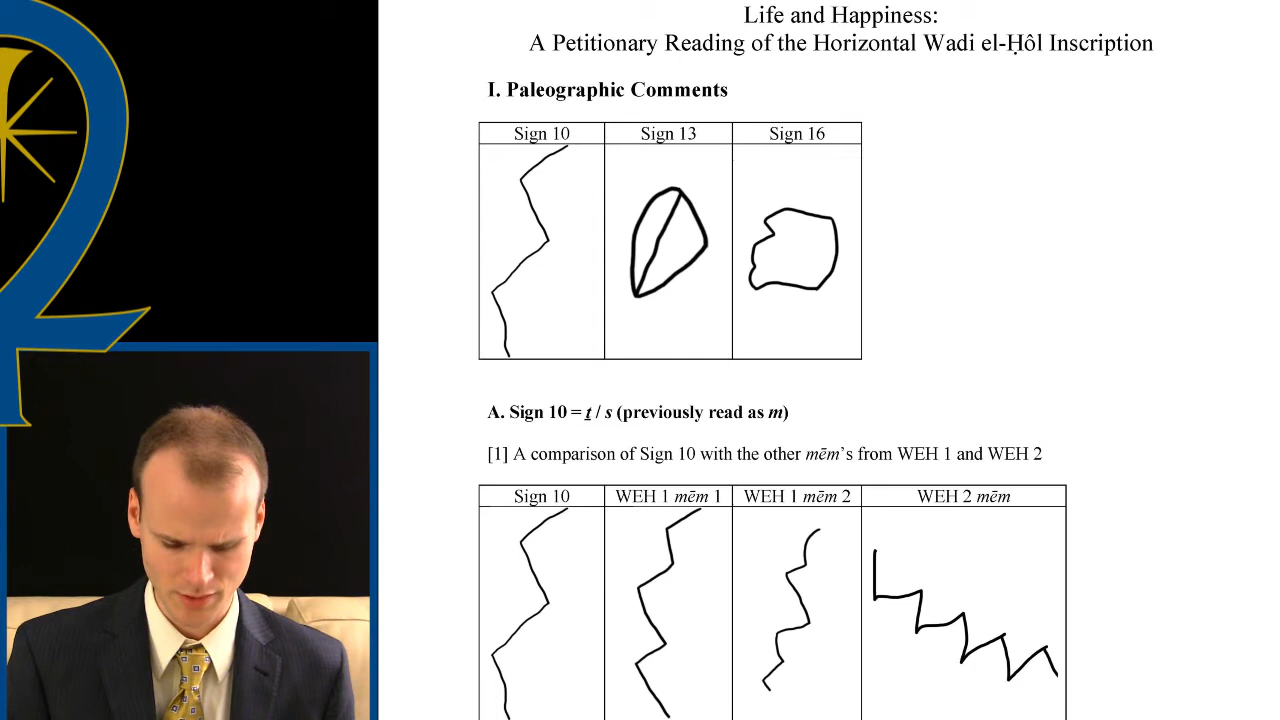 Life and Happiness:
A Petitionary Reading of the Horizontal Wadi el-Ḥôl Inscription
I. Paleographic Comments
Sign 10 Sign 13 Sign 16
A. Sign 10 = ṯ / s (previously read as m)
[1] A comparison of Sign 10 with the other mēm’s from WEH 1 and WEH 2
Sign 10 WEH 1 mēm 1 WEH 1 mēm 2 WEH 2 mēm